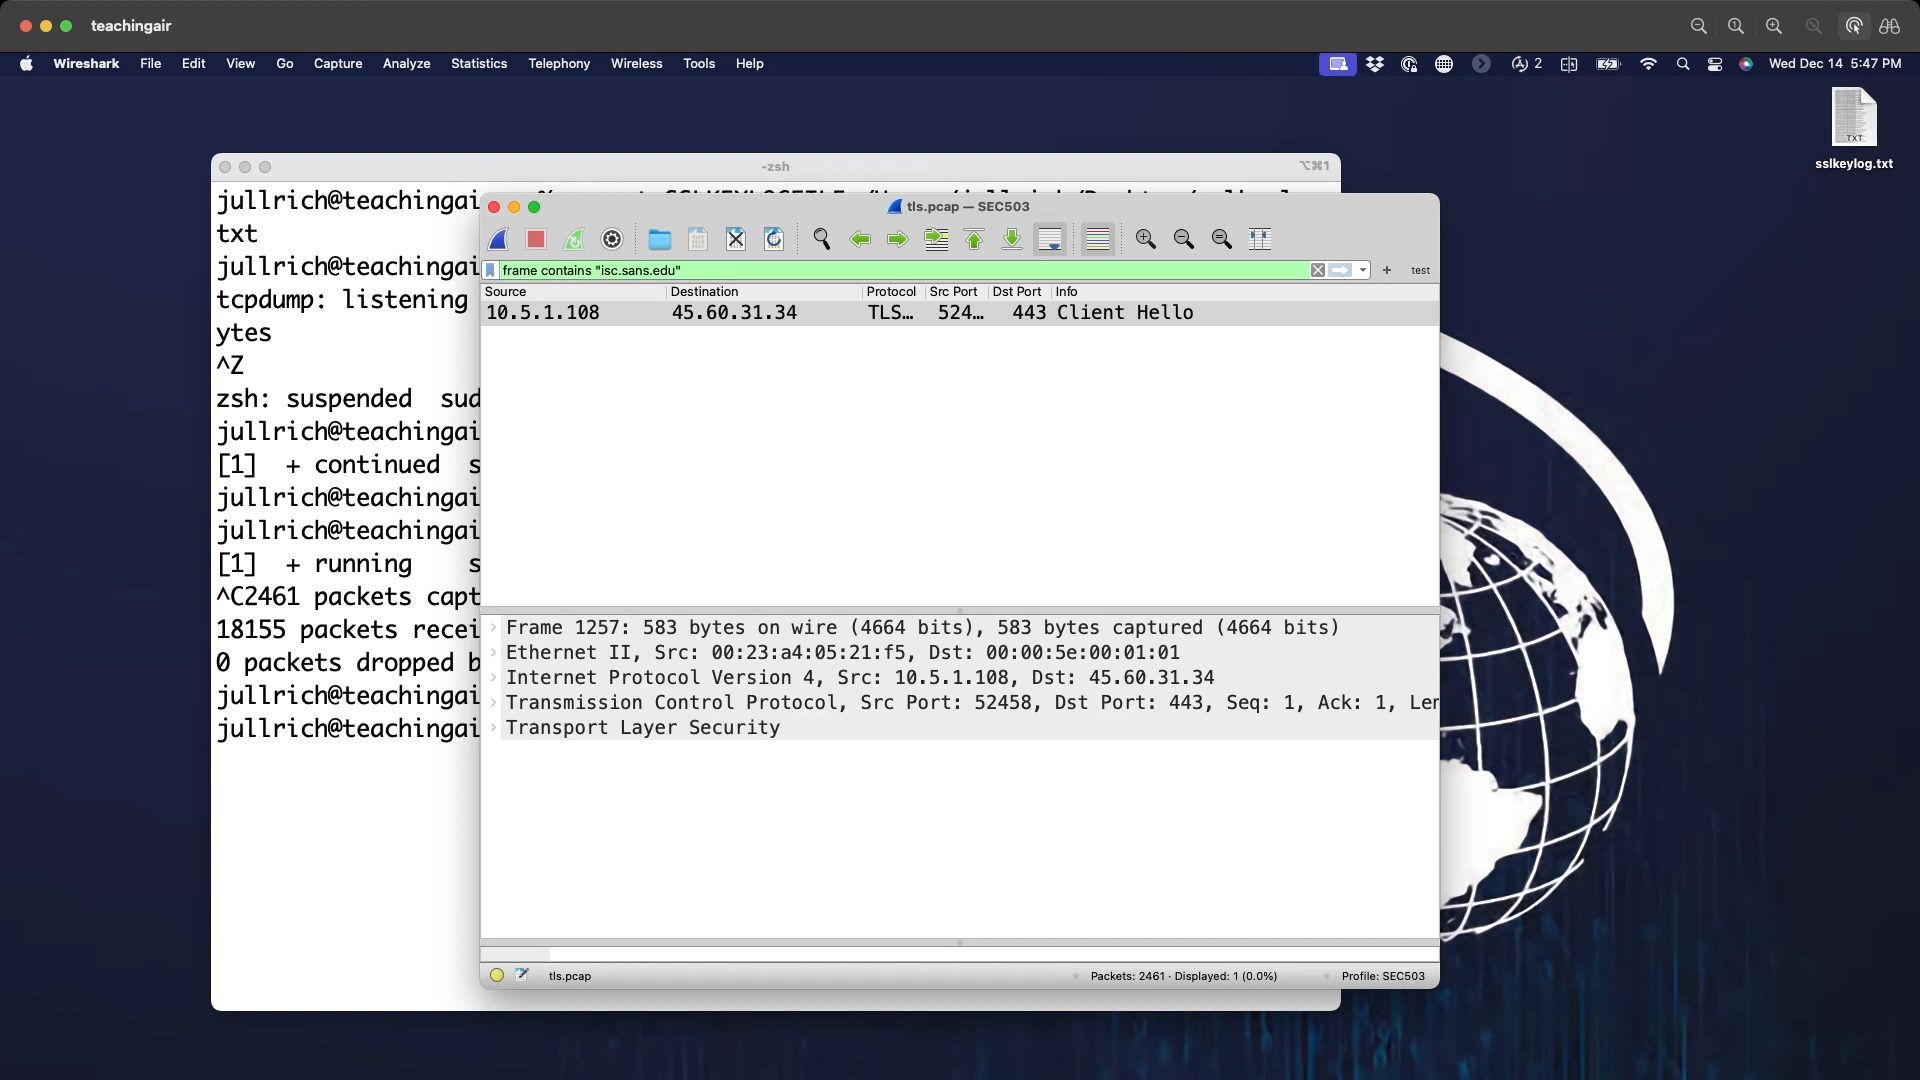 teachingair
Wireshark File Edit View Go Capture Analyze Statistics Telephony Wireless Tools Help 2 Wed Dec 14 5:47 PM
TXT
sslkeylog.txt
-zsh ⌥⌘1
jullrich@teachingai
txt
jullrich@teachingai
tcpdump: listening
ytes
^Z
zsh: suspended sud
jullrich@teachingai
[1] + continued s
jullrich@teachingai
jullrich@teachingai
[1] + running s
^C2461 packets capt
18155 packets recei
0 packets dropped b
jullrich@teachingai
jullrich@teachingai
tls.pcap — SEC503
frame contains "isc.sans.edu" + test
Source Destination Protocol Src Port Dst Port Info
10.5.1.108 45.60.31.34 TLS… 524… 443 Client Hello
Frame 1257: 583 bytes on wire (4664 bits), 583 bytes captured (4664 bits)
Ethernet II, Src: 00:23:a4:05:21:f5, Dst: 00:00:5e:00:01:01
Internet Protocol Version 4, Src: 10.5.1.108, Dst: 45.60.31.34
Transmission Control Protocol, Src Port: 52458, Dst Port: 443, Seq: 1, Ack: 1, Len
Transport Layer Security
tls.pcap Packets: 2461 · Displayed: 1 (0.0%) Profile: SEC503